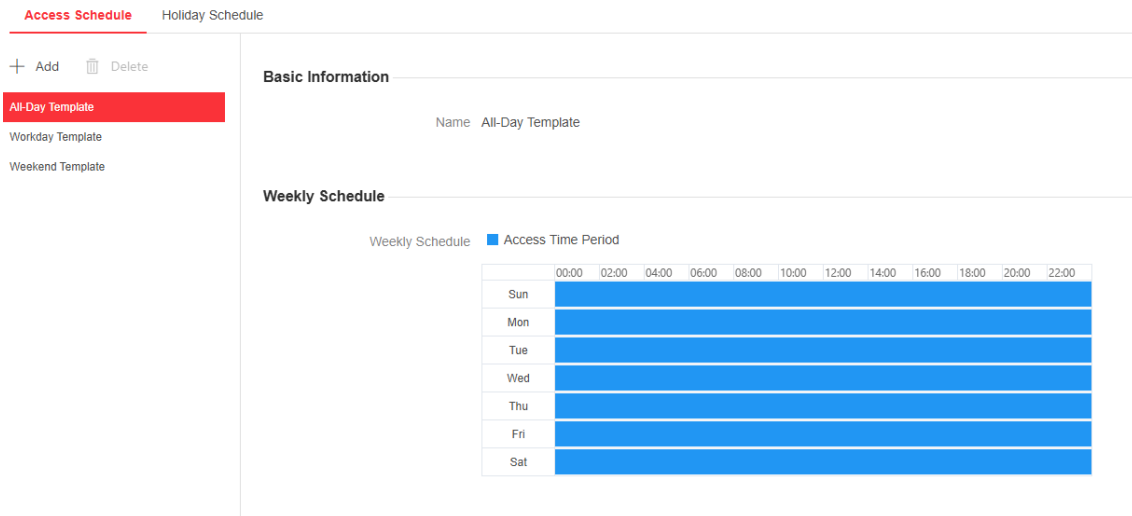 Access Schedule Holiday Schedule
Add Delete
All-Day Template
Workday Template
Weekend Template
Basic Information
Name All-Day Template
Weekly Schedule
Weekly Schedule Access Time Period
00:00 02:00 04:00 06:00 08:00 10:00 12:00 14:00 16:00 18:00 20:00 22:00
Sun
Mon
Tue
Wed
Thu
Fri
Sat